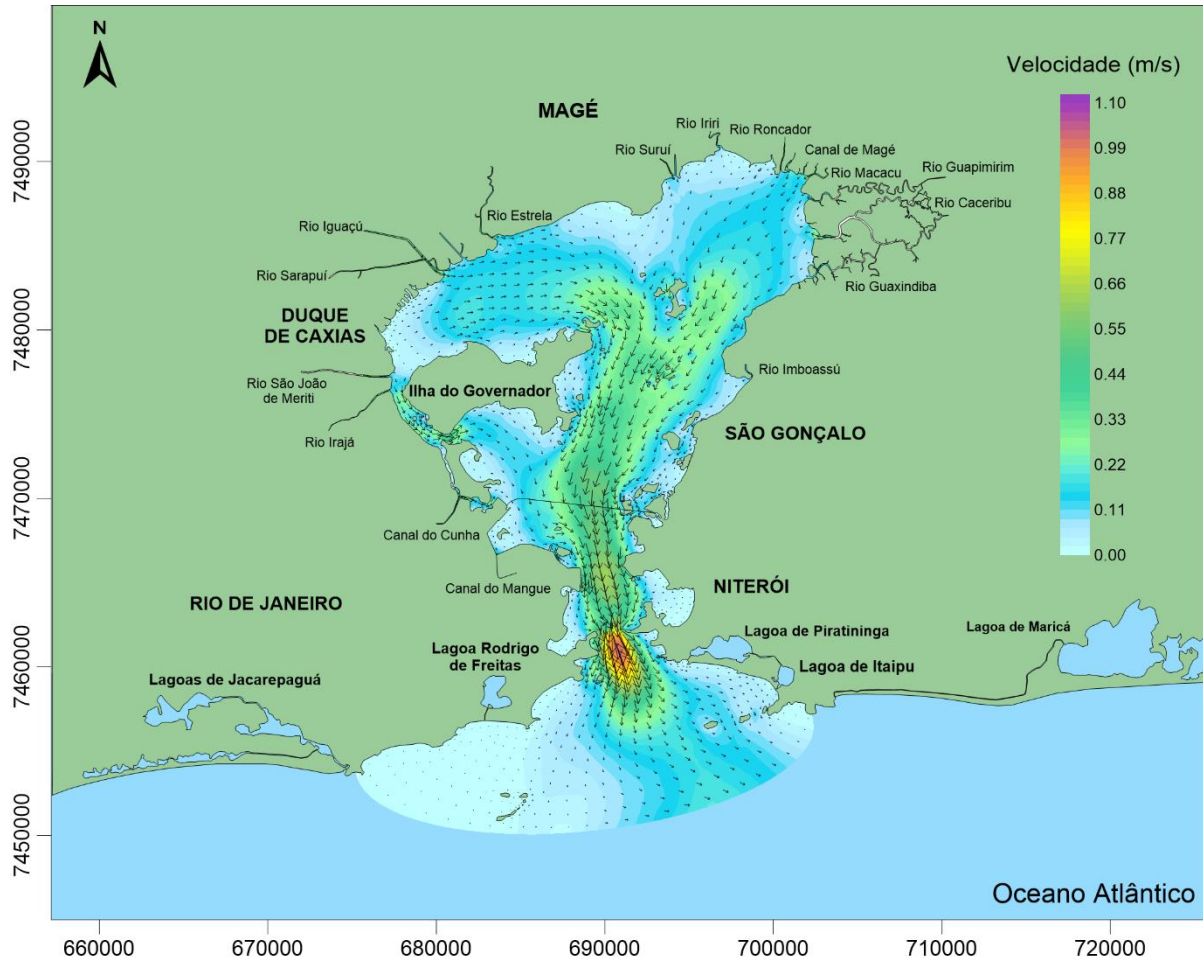 N
Velocidade (m/s)
1.10
0.99
0.88
0.77
0.66
0.55
0.44
0.33
0.22
0.11
0.00
MAGÉ
Rio Iriri
Rio Roncador
Rio Suruí
Canal de Magé
Rio Macacu
Rio Guapimirim
Rio Caceribu
Rio Estrela
Rio Iguaçú
Rio Sarapuí
Rio Guaxindiba
DUQUE
DE CAXIAS
Rio São João
de Meriti
Ilha do Governador
Rio Imboassú
Rio Irajá
SÃO GONÇALO
Canal do Cunha
Canal do Mangue
NITERÓI
RIO DE JANEIRO
Lagoa Rodrigo
de Freitas
Lagoa de Piratininga
Lagoa de Maricá
Lagoa de Itaipu
Lagoas de Jacarepaguá
Oceano Atlântico
7490000
7480000
7470000
7460000
7450000
660000
670000
680000
690000
700000
710000
720000